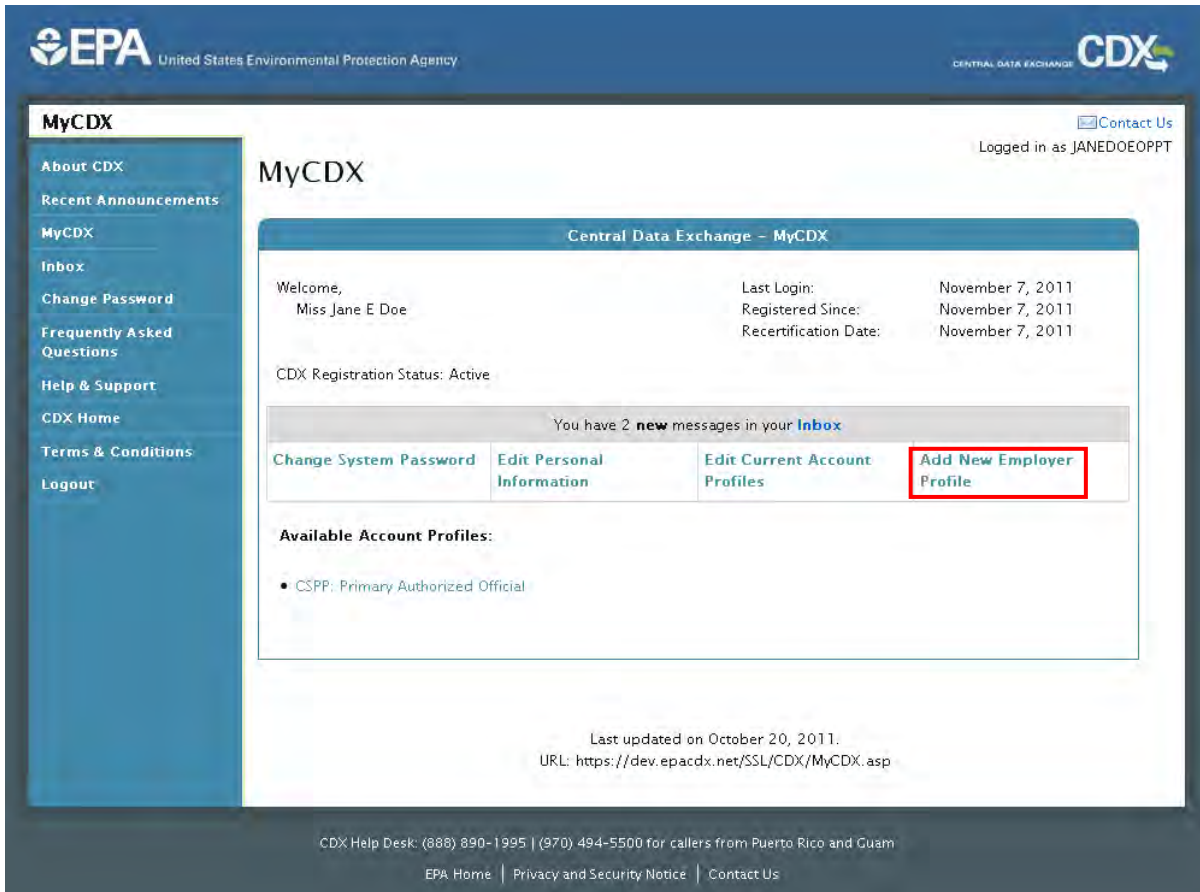 EPA United States Environmental Protection Agency
CENTRAL DATA EXCHANGE CDX
MyCDX
About CDX
Recent Announcements
MyCDX
Inbox
Change Password
Frequently Asked
Questions
Help & Support
CDX Home
Terms & Conditions
Logout
Contact Us
Logged in as JANEDOEOPPT
MyCDX
Central Data Exchange - MyCDX
Welcome,
Miss Jane E Doe
Last Login: November 7, 2011
Registered Since: November 7, 2011
Recertification Date: November 7, 2011
CDX Registration Status: Active
You have 2 new messages in your Inbox
Change System Password
Edit Personal
Information
Edit Current Account
Profiles
Add New Employer
Profile
Available Account Profiles:
• CSPP: Primary Authorized Official
Last updated on October 20, 2011.
URL: https://dev.epacdx.net/SSL/CDX/MyCDX.asp
CDX Help Desk: (888) 890-1995 | (970) 494-5500 for callers from Puerto Rico and Guam
EPA Home | Privacy and Security Notice | Contact Us